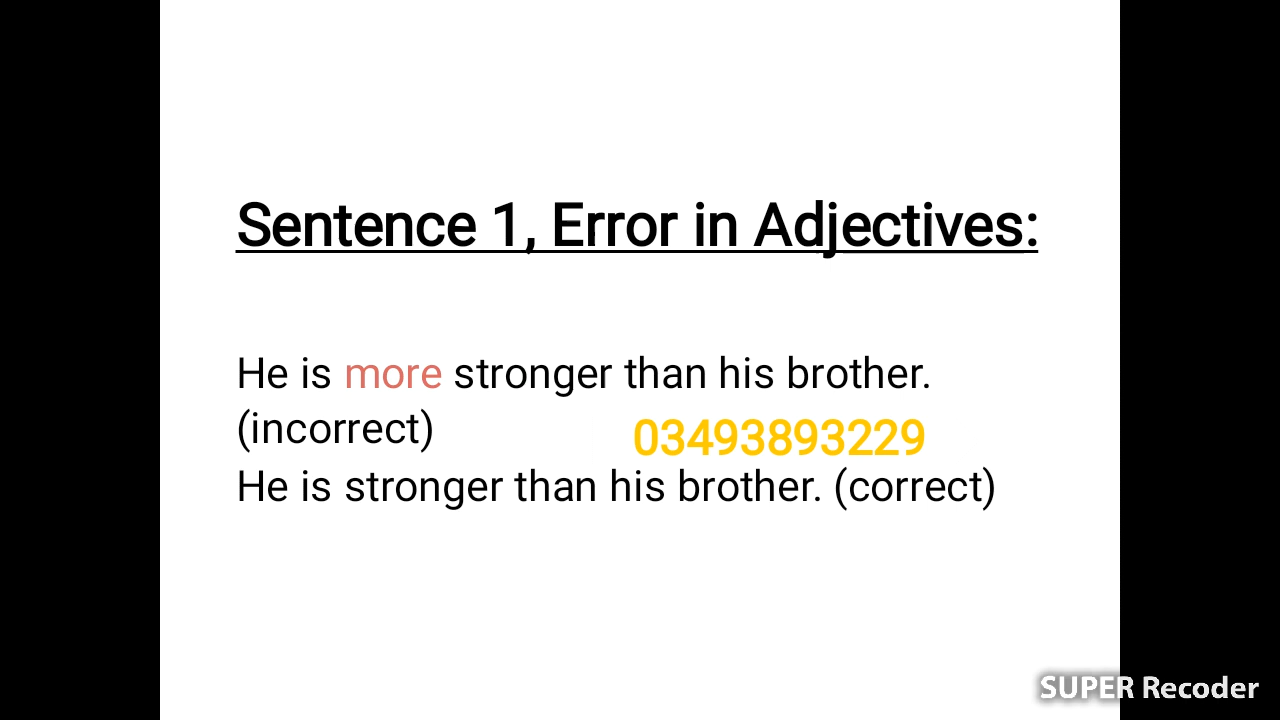 Sentence 1, Error in Adjectives:
He is more stronger than his brother.
(incorrect)
03493893229
He is stronger than his brother. (correct)
SUPER Recoder